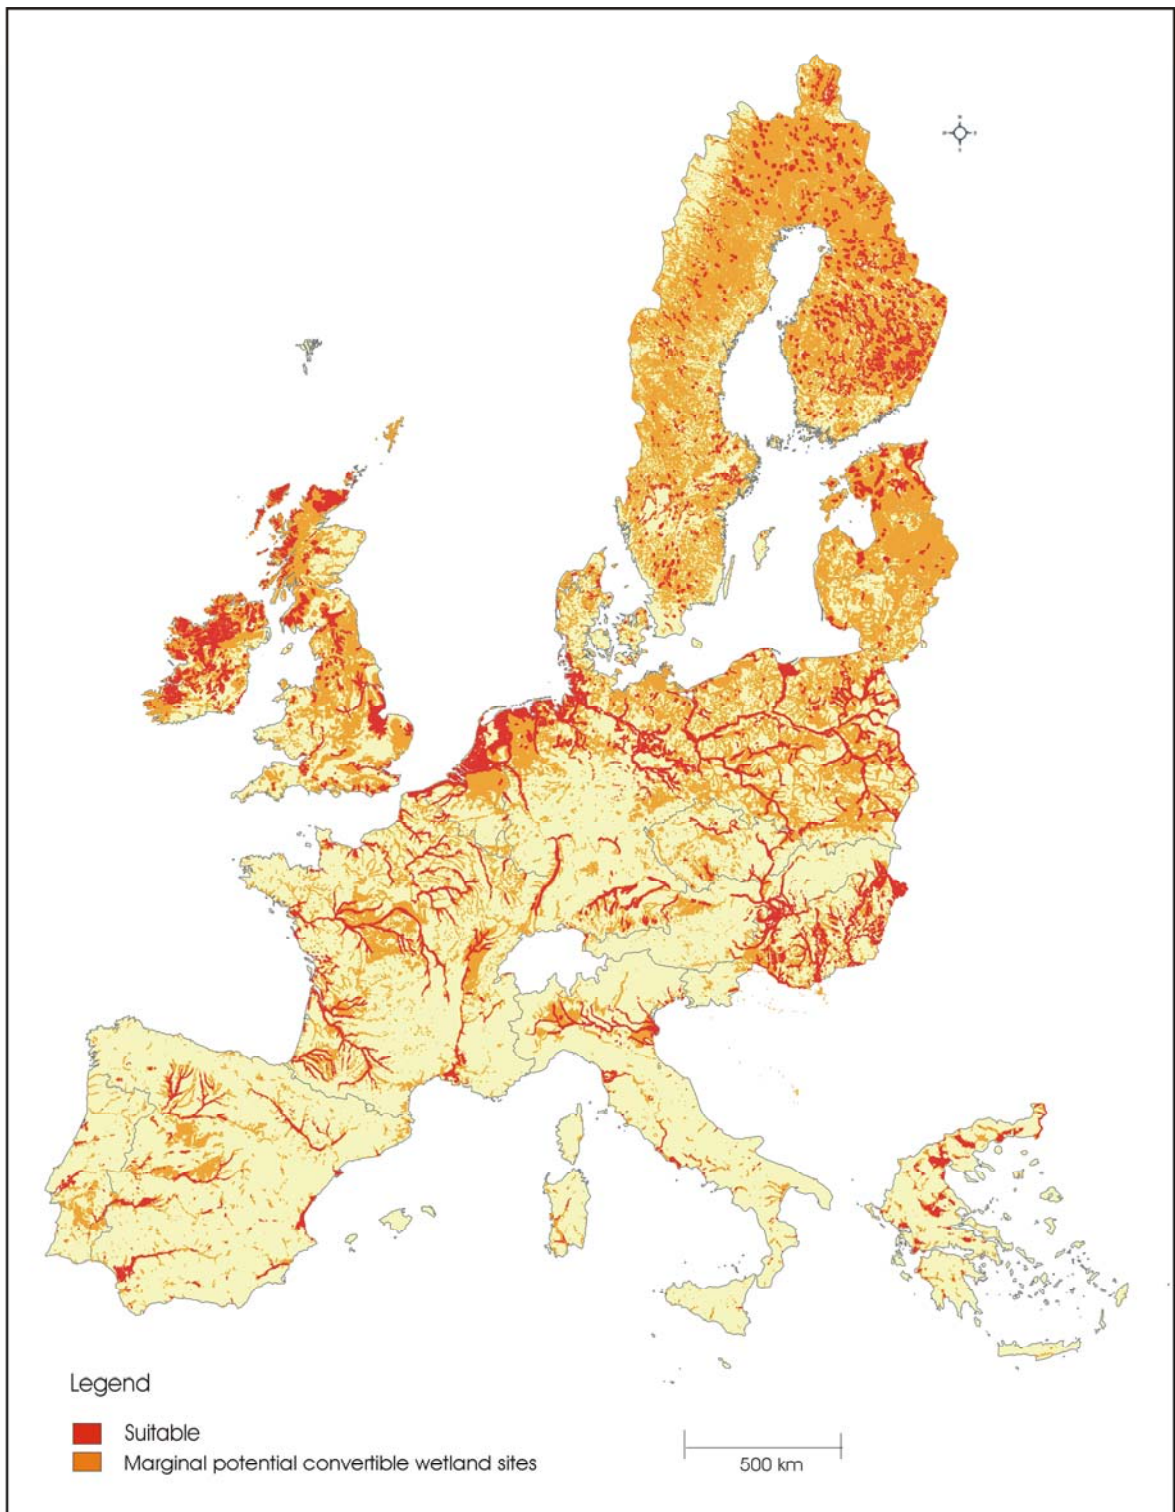 Legend
Suitable
Marginal potential convertible wetland sites
500 km